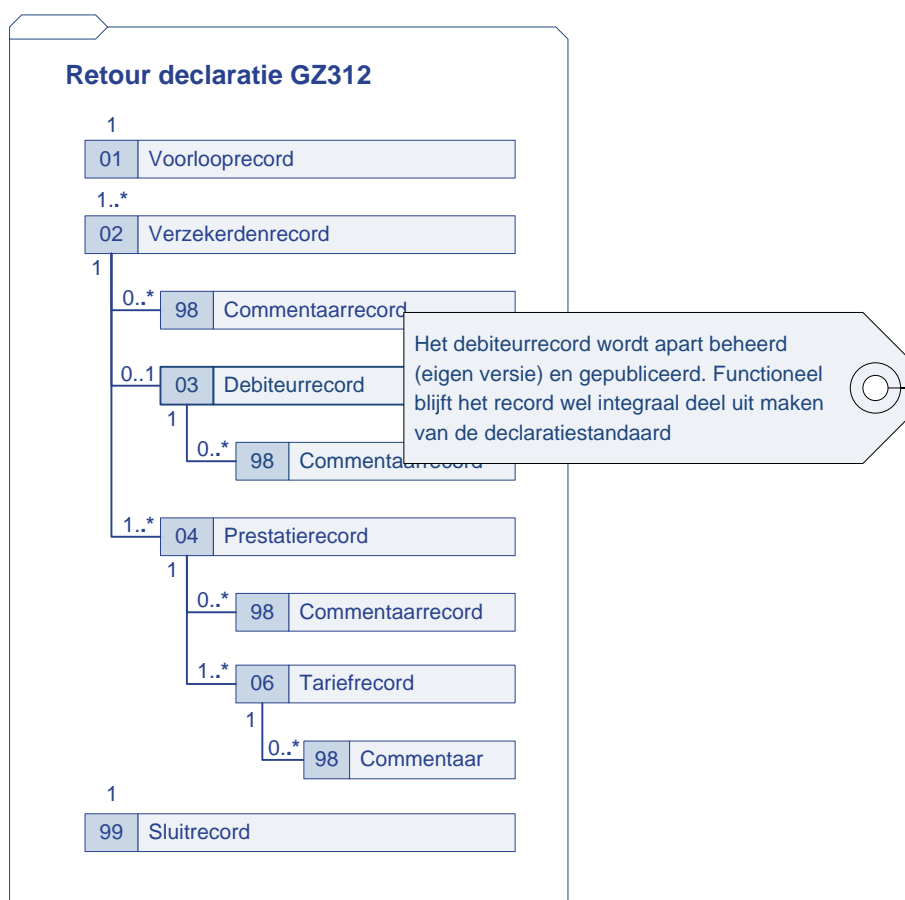 Retour declaratie GZ312
1
01 Voorlooprecord
1..*
02 Verzekerdenrecord
1
0..* 98 Commentaarrecord
Het debiteurrecord wordt apart beheerd
(eigen versie) en gepubliceerd. Functioneel
blijft het record wel integraal deel uit maken
van de declaratiestandaard
0..1 03 Debiteurrecord
1
0..* 98 Commentaarrecord
1..* 04 Prestatierecord
1
0..* 98 Commentaarrecord
1..* 06 Tariefrecord
1
0..* 98 Commentaar
1
99 Sluitrecord